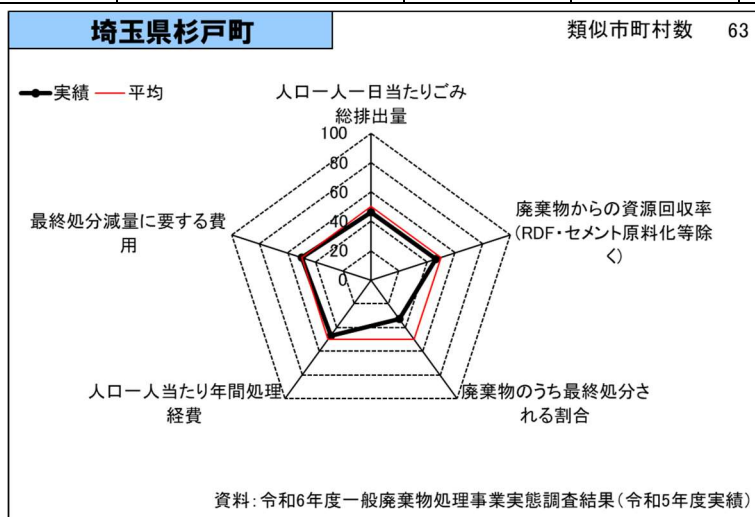 埼玉県杉戸町
類似市町村数 63
実績
平均
人口一人一日当たりごみ
総排出量
100
80
60
40
20
0
廃棄物からの資源回収率
(RDF・セメント原料化等除
く)
廃棄物のうち最終処分さ
れる割合
人口一人当たり年間処理
経費
最終処分減量に要する費
用
資料:令和6年度一般廃棄物処理事業実態調査結果(令和5年度実績)